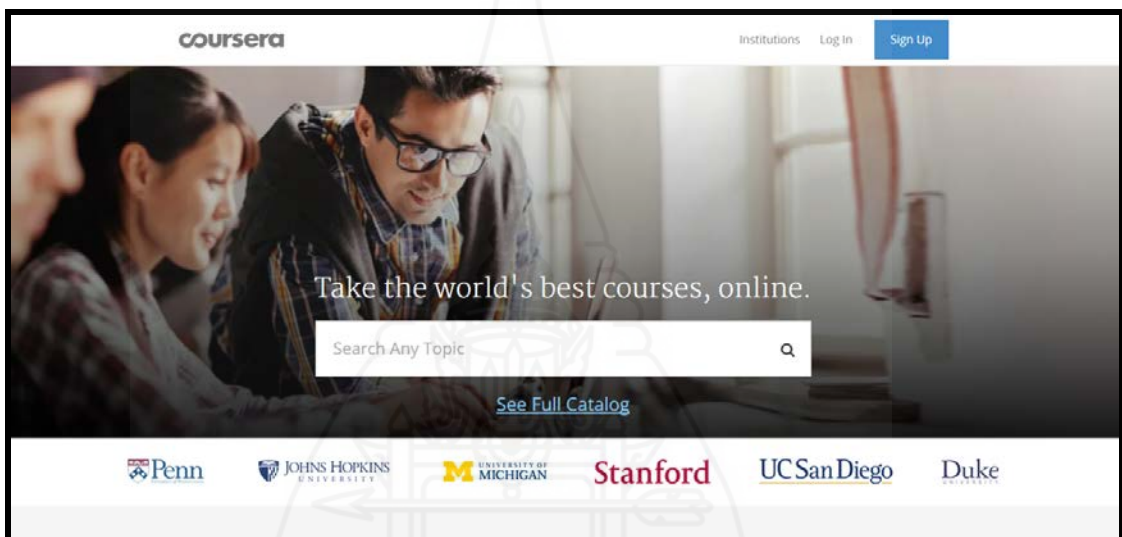 coursera
Institutions Log In Sign Up
Take the world's best courses, online.
Search Any Topic
See Full Catalog
Penn
JOHNS HOPKINS
UNIVERSITY
M UNIVERSITY OF
MICHIGAN
Stanford
UC San Diego
Duke
UNIVERSITY